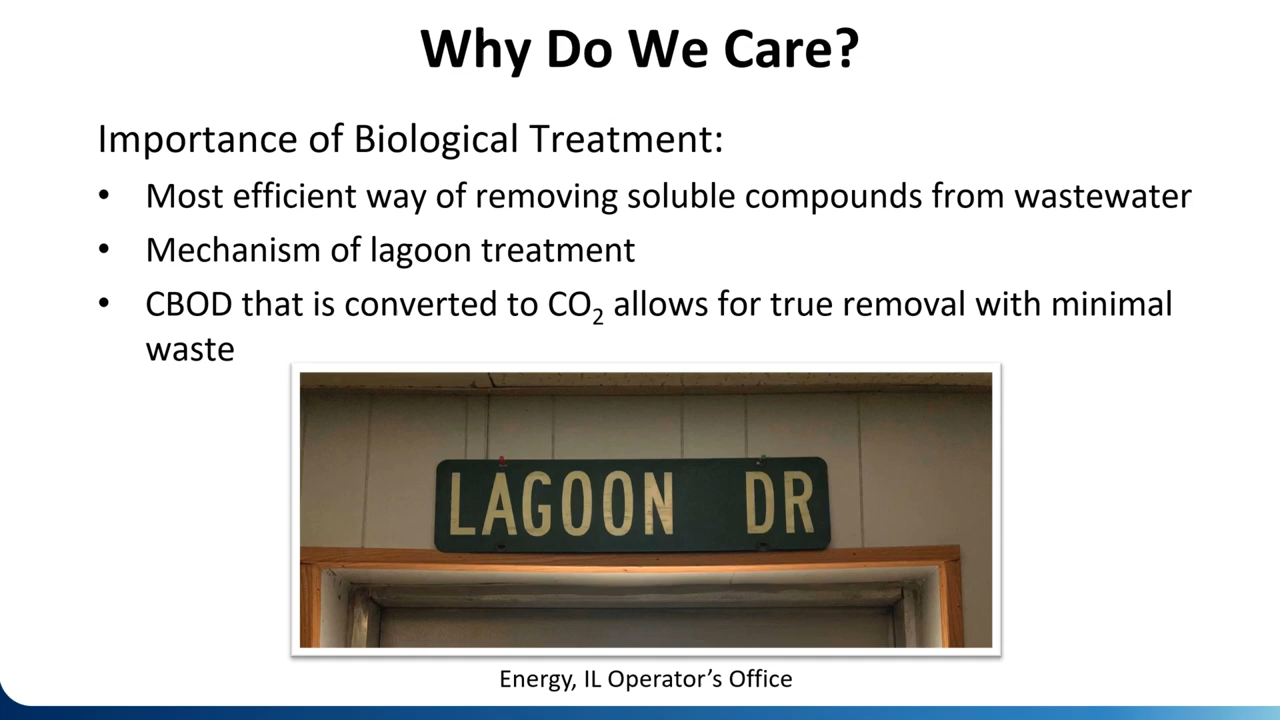 Why Do We Care?
Importance of Biological Treatment:
• Most efficient way of removing soluble compounds from wastewater
• Mechanism of lagoon treatment
• CBOD that is converted to CO₂ allows for true removal with minimal
waste
LAGOON DR
Energy, IL Operator's Office